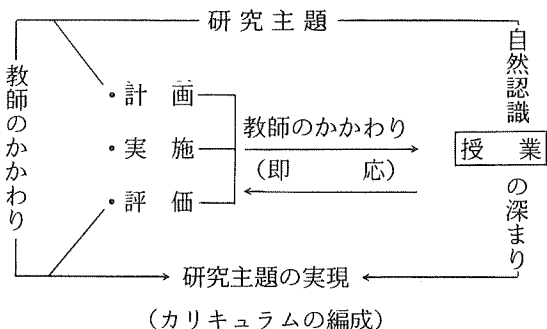 研究主題
教師のかかわり
・計画
・実施
・評価
教師のかかわり
（即応）
自然認識
授業
の深まり
研究主題の実現
（カリキュラムの編成）